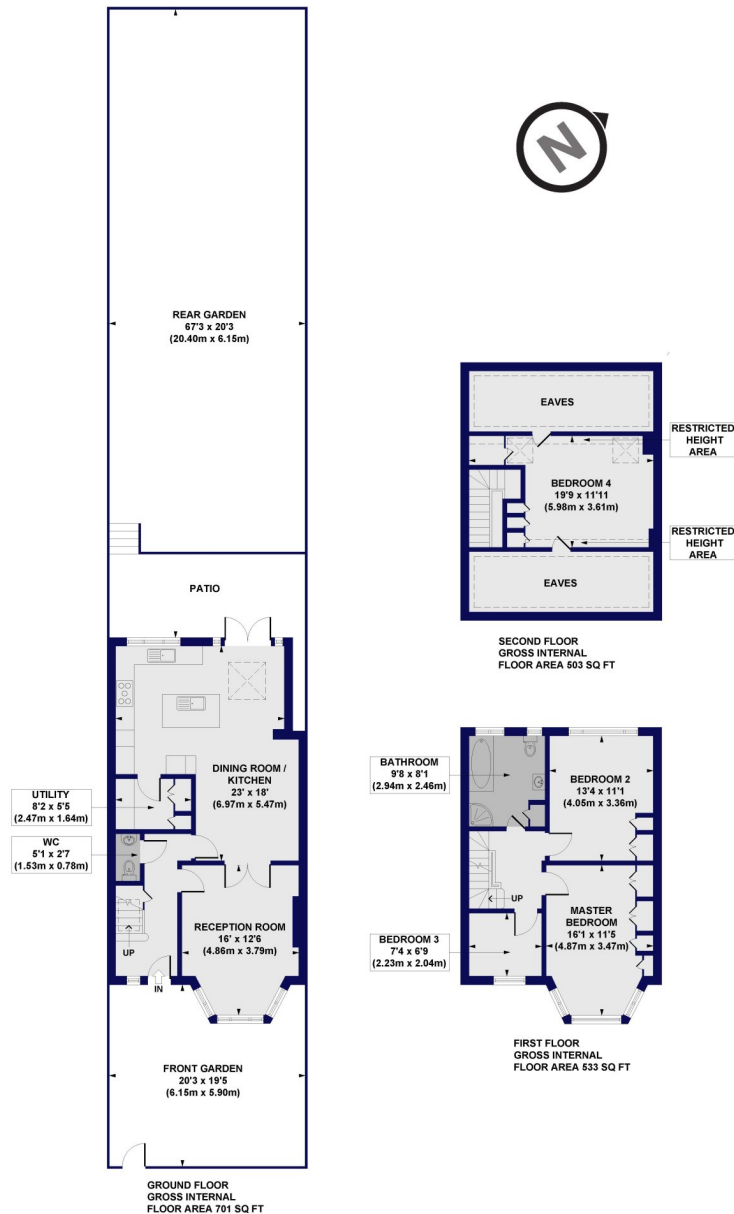 N
REAR GARDEN
67'3 x 20'3
(20.40m x 6.15m)
PATIO
DINING ROOM /
KITCHEN
23' x 18'
(6.97m x 5.47m)
UTILITY
8'2 x 5'5
(2.47m x 1.64m)
WC
5'1 x 2'7
(1.53m x 0.78m)
RECEPTION ROOM
16' x 12'6
(4.86m x 3.79m)
UP
IN
FRONT GARDEN
20'3 x 19'5
(6.15m x 5.90m)
GROUND FLOOR
GROSS INTERNAL
FLOOR AREA 701 SQ FT
EAVES
RESTRICTED
HEIGHT
AREA
BEDROOM 4
19'9 x 11'11
(5.98m x 3.61m)
RESTRICTED
HEIGHT
AREA
EAVES
SECOND FLOOR
GROSS INTERNAL
FLOOR AREA 503 SQ FT
BATHROOM
9'8 x 8'1
(2.94m x 2.46m)
BEDROOM 2
13'4 x 11'1
(4.05m x 3.36m)
UP
MASTER
BEDROOM
16'1 x 11'5
(4.87m x 3.47m)
BEDROOM 3
7'4 x 6'9
(2.23m x 2.04m)
FIRST FLOOR
GROSS INTERNAL
FLOOR AREA 533 SQ FT